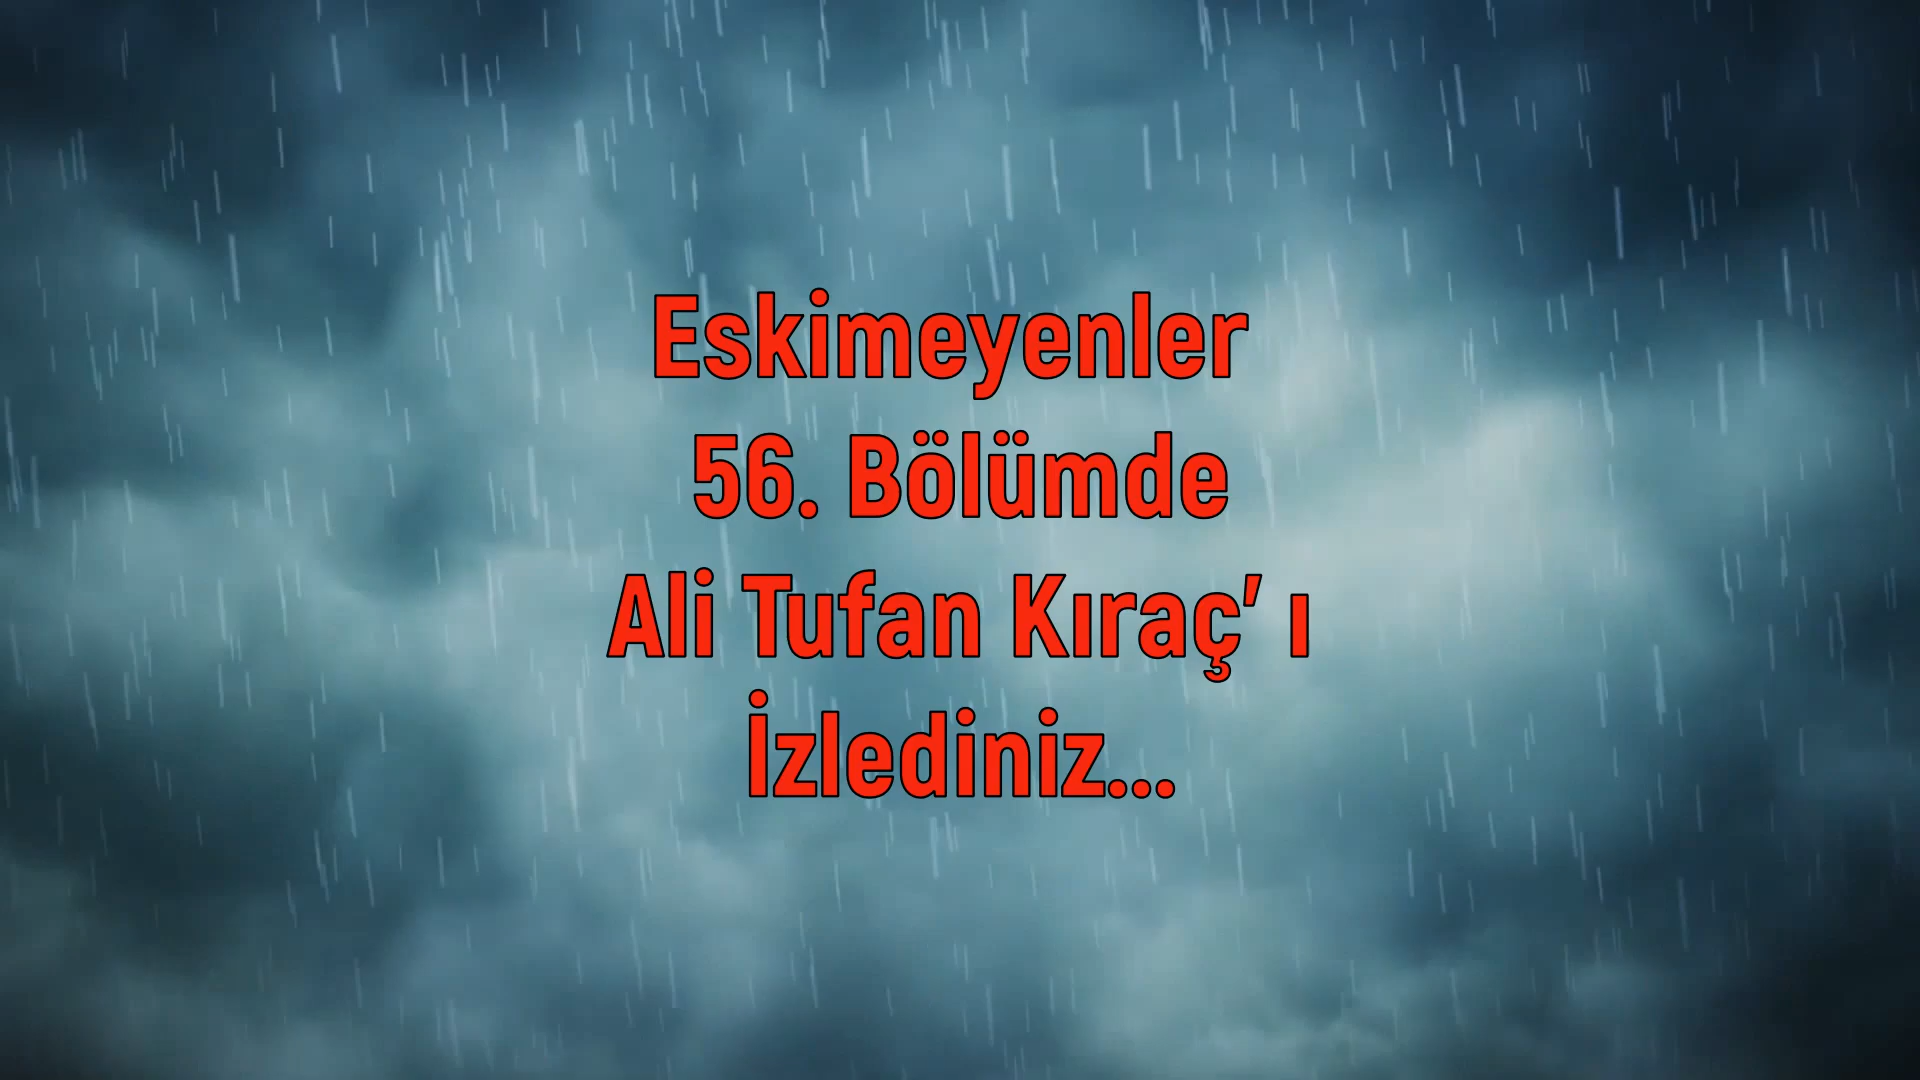 Eskimeyenler
56. Bölümde
Ali Tufan Kıraç' ı
İzlediniz...